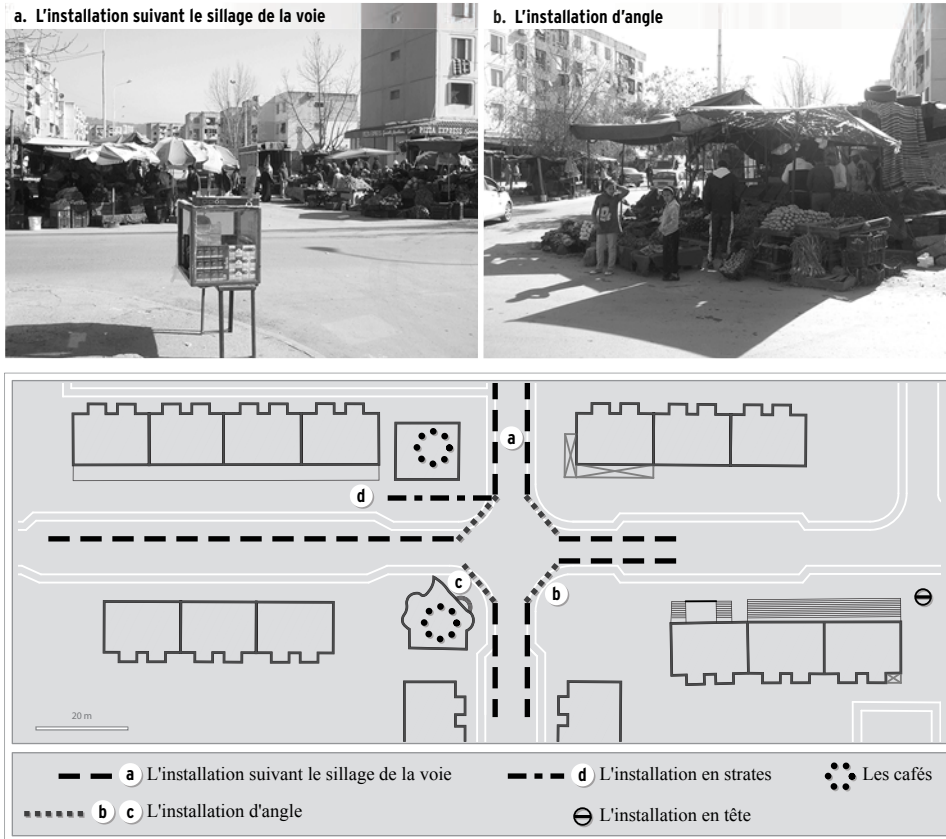 a. L'installation suivant le sillage de la voie
b. L'installation d'angle
PIZZA EXPRESS
a
d
c
b
20 m
a L'installation suivant le sillage de la voie
d L'installation en strates
Les cafés
b c L'installation d'angle
L'installation en tête